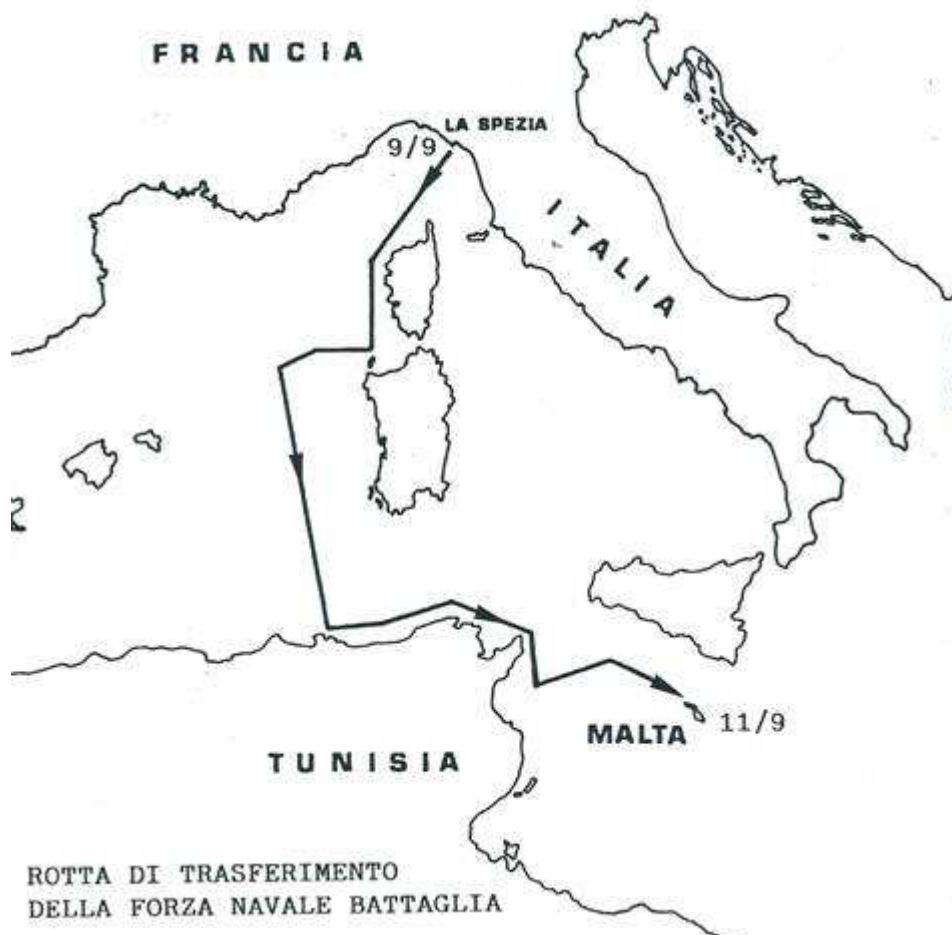 FRANCIA
LA SPEZIA
9/9
ITALIA
MALTA
11/9
TUNISIA
ROTTA DI TRASFERIMENTO
DELLA FORZA NAVALE BATTAGLIA